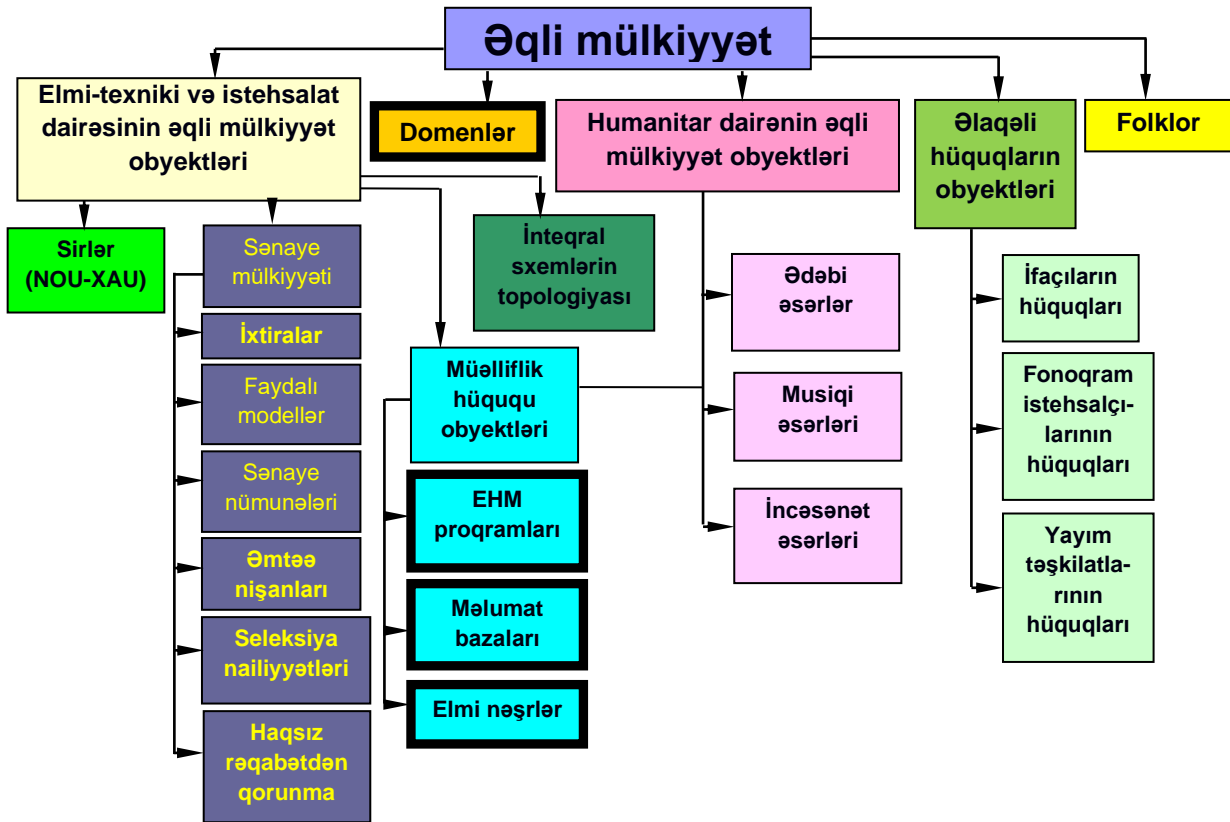 Əqli mülkiyyət
Elmi-texniki və istehsalat
dairəsinin əqli mülkiyyət
obyektləri
Domenlər
Humanitar dairənin əqli
mülkiyyət obyektləri
Əlaqəli
hüquqların
obyektləri
Folklor
Sirlər
(NOU-XAU)
Sənaye
mülkiyyəti
İxtiralar
Faydalı
modellər
Sənaye
nümunələri
Əmtəə
nişanları
Seleksiya
nailiyyətləri
Haqsız
rəqabətdən
qorunma
İnteqral
sxemlərin
topologiyası
Müəlliflik
hüququ
obyektləri
EHM
proqramları
Məlumat
bazaları
Elmi nəşrlər
Ədəbi
əsərlər
Musiqi
əsərləri
İncəsənət
əsərləri
İfaçıların
hüquqları
Fonoqram
istehsalçı-
larının
hüquqları
Yayım
təşkilatla-
rının
hüquqları